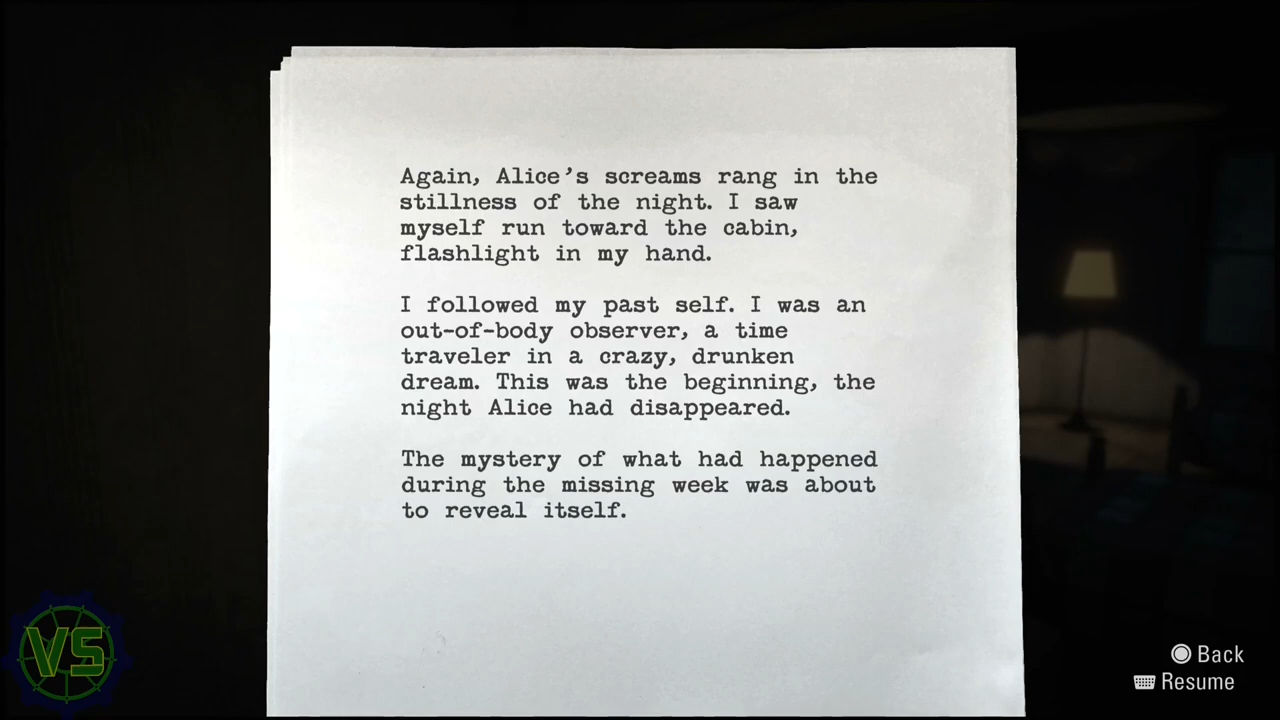 Again, Alice's screams rang in the
stillness of the night. I saw
myself run toward the cabin,
flashlight in my hand.
I followed my past self. I was an
out-of-body observer, a time
traveler in a crazy, drunken
dream. This was the beginning, the
night Alice had disappeared.
The mystery of what had happened
during the missing week was about
to reveal itself.
VS
Back
Resume